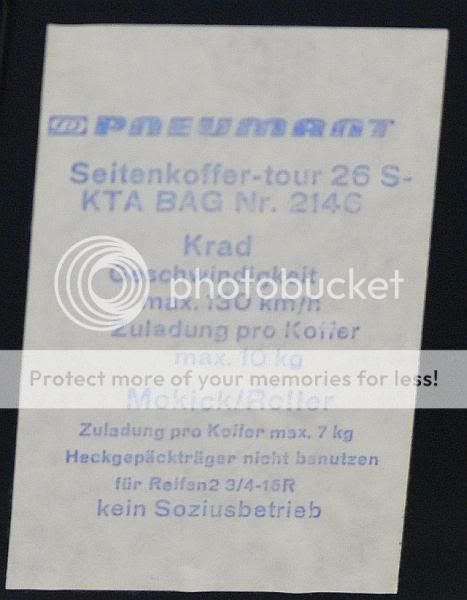 PNEUMANT
Seitenkoffer-tour 26 S-
KTA BAG Nr. 2146
Krad
Geschwindigkeit
max. 130 km/h
Zuladung pro Koffer
max. 10 kg
Mokick/Roller
Zuladung pro Koffer max. 7 kg
Heckgepäckträger nicht benutzen
für Reifen2 3/4-16R
kein Soziusbetrieb
photobucket
Protect more of your memories for less!